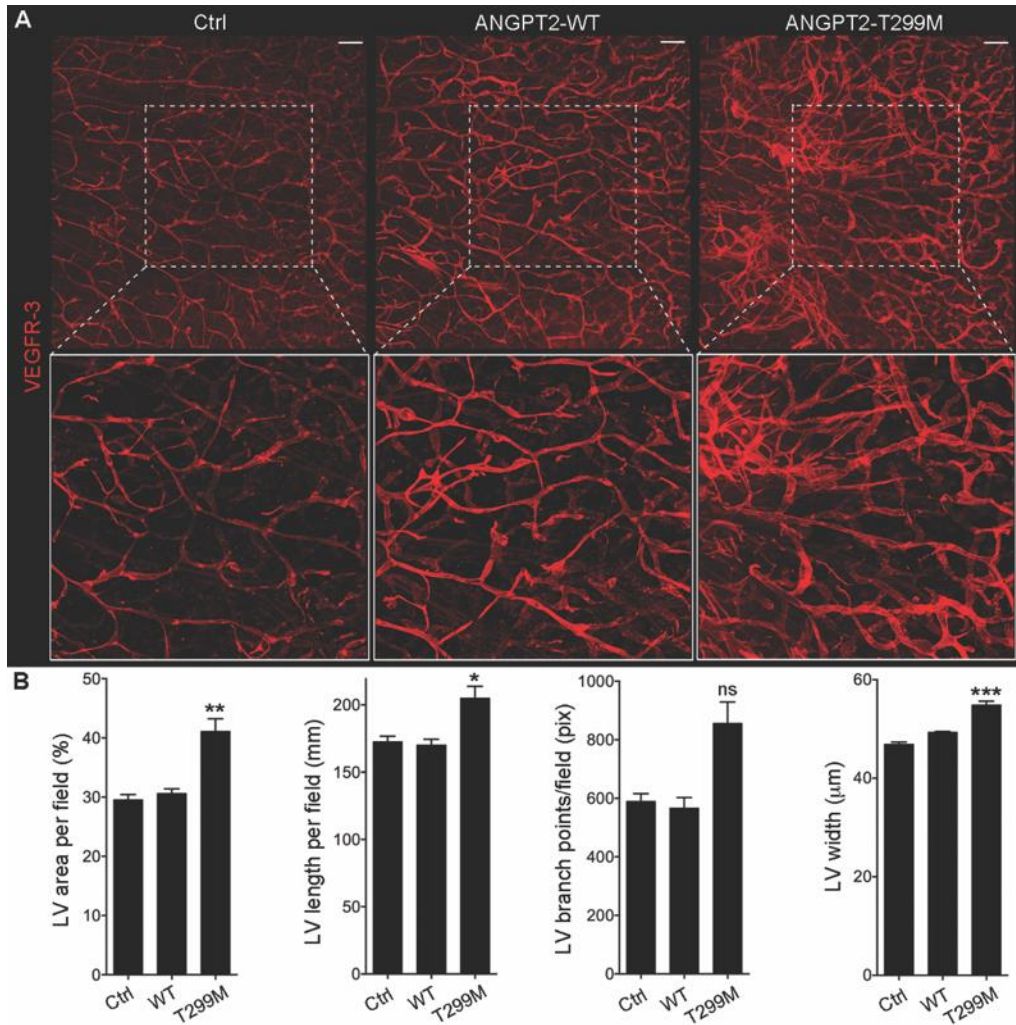 A
Ctrl
ANGPT2-WT
ANGPT2-T299M
VEGFR-3
B
LV area per field (%)
50
40
30
20
10
0
**
Ctrl
WT
T299M
LV length per field (mm)
200
150
100
50
0
*
Ctrl
WT
T299M
LV branch points/field (pix)
1000
800
600
400
200
0
ns
Ctrl
WT
T299M
LV width (μm)
60
40
20
0
***
Ctrl
WT
T299M